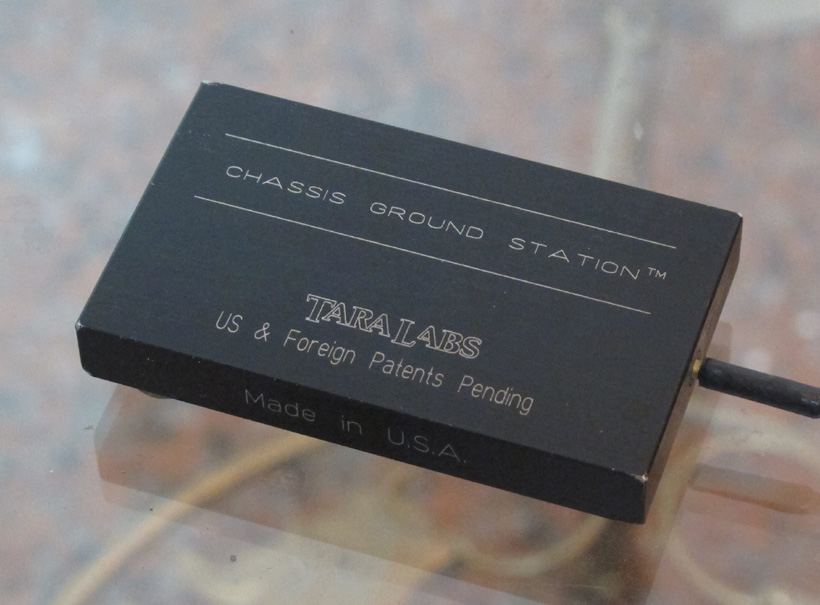 CHASSIS GROUND STATION™
TARA LABS
US & Foreign Patents Pending
Made in U.S.A.